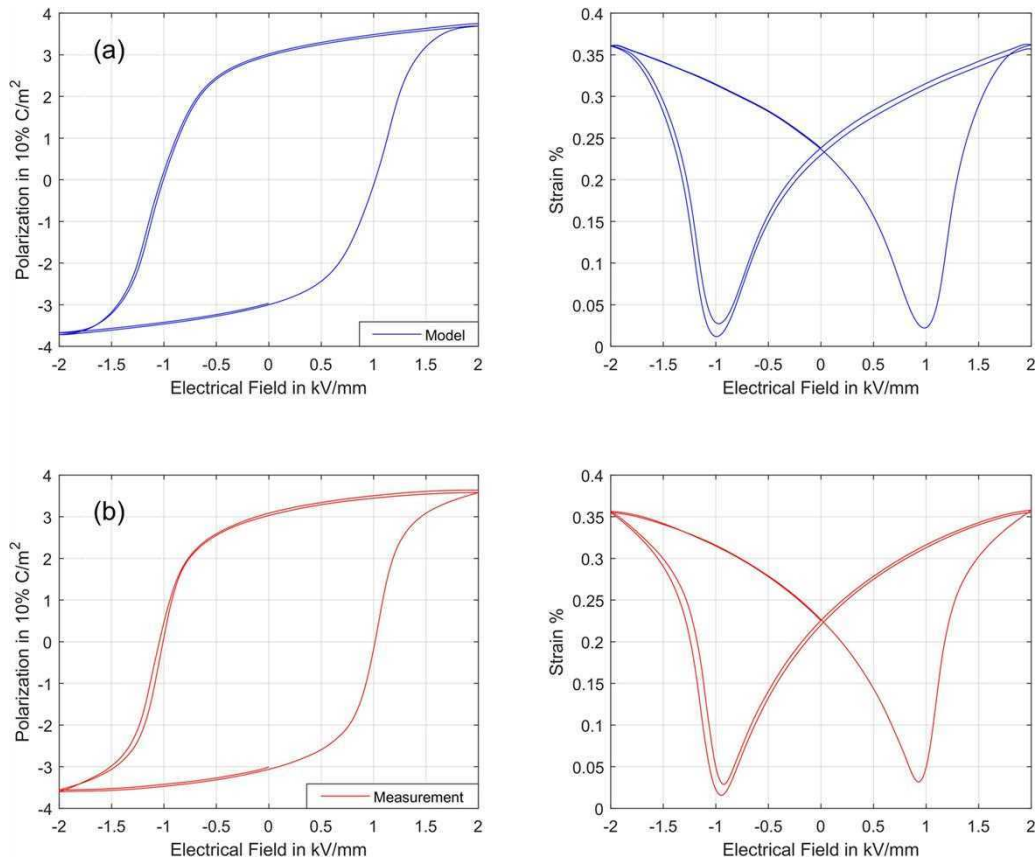 (a)
Polarization in 10% C/m²
4
3
2
1
0
-1
-2
-3
-4
-2 -1.5 -1 -0.5 0 0.5 1 1.5 2
Electrical Field in kV/mm
Model
Strain %
0.4
0.35
0.3
0.25
0.2
0.15
0.1
0.05
0
-2 -1.5 -1 -0.5 0 0.5 1 1.5 2
Electrical Field in kV/mm
(b)
Polarization in 10% C/m²
4
3
2
1
0
-1
-2
-3
-4
-2 -1.5 -1 -0.5 0 0.5 1 1.5 2
Electrical Field in kV/mm
Measurement
Strain %
0.4
0.35
0.3
0.25
0.2
0.15
0.1
0.05
0
-2 -1.5 -1 -0.5 0 0.5 1 1.5 2
Electrical Field in kV/mm